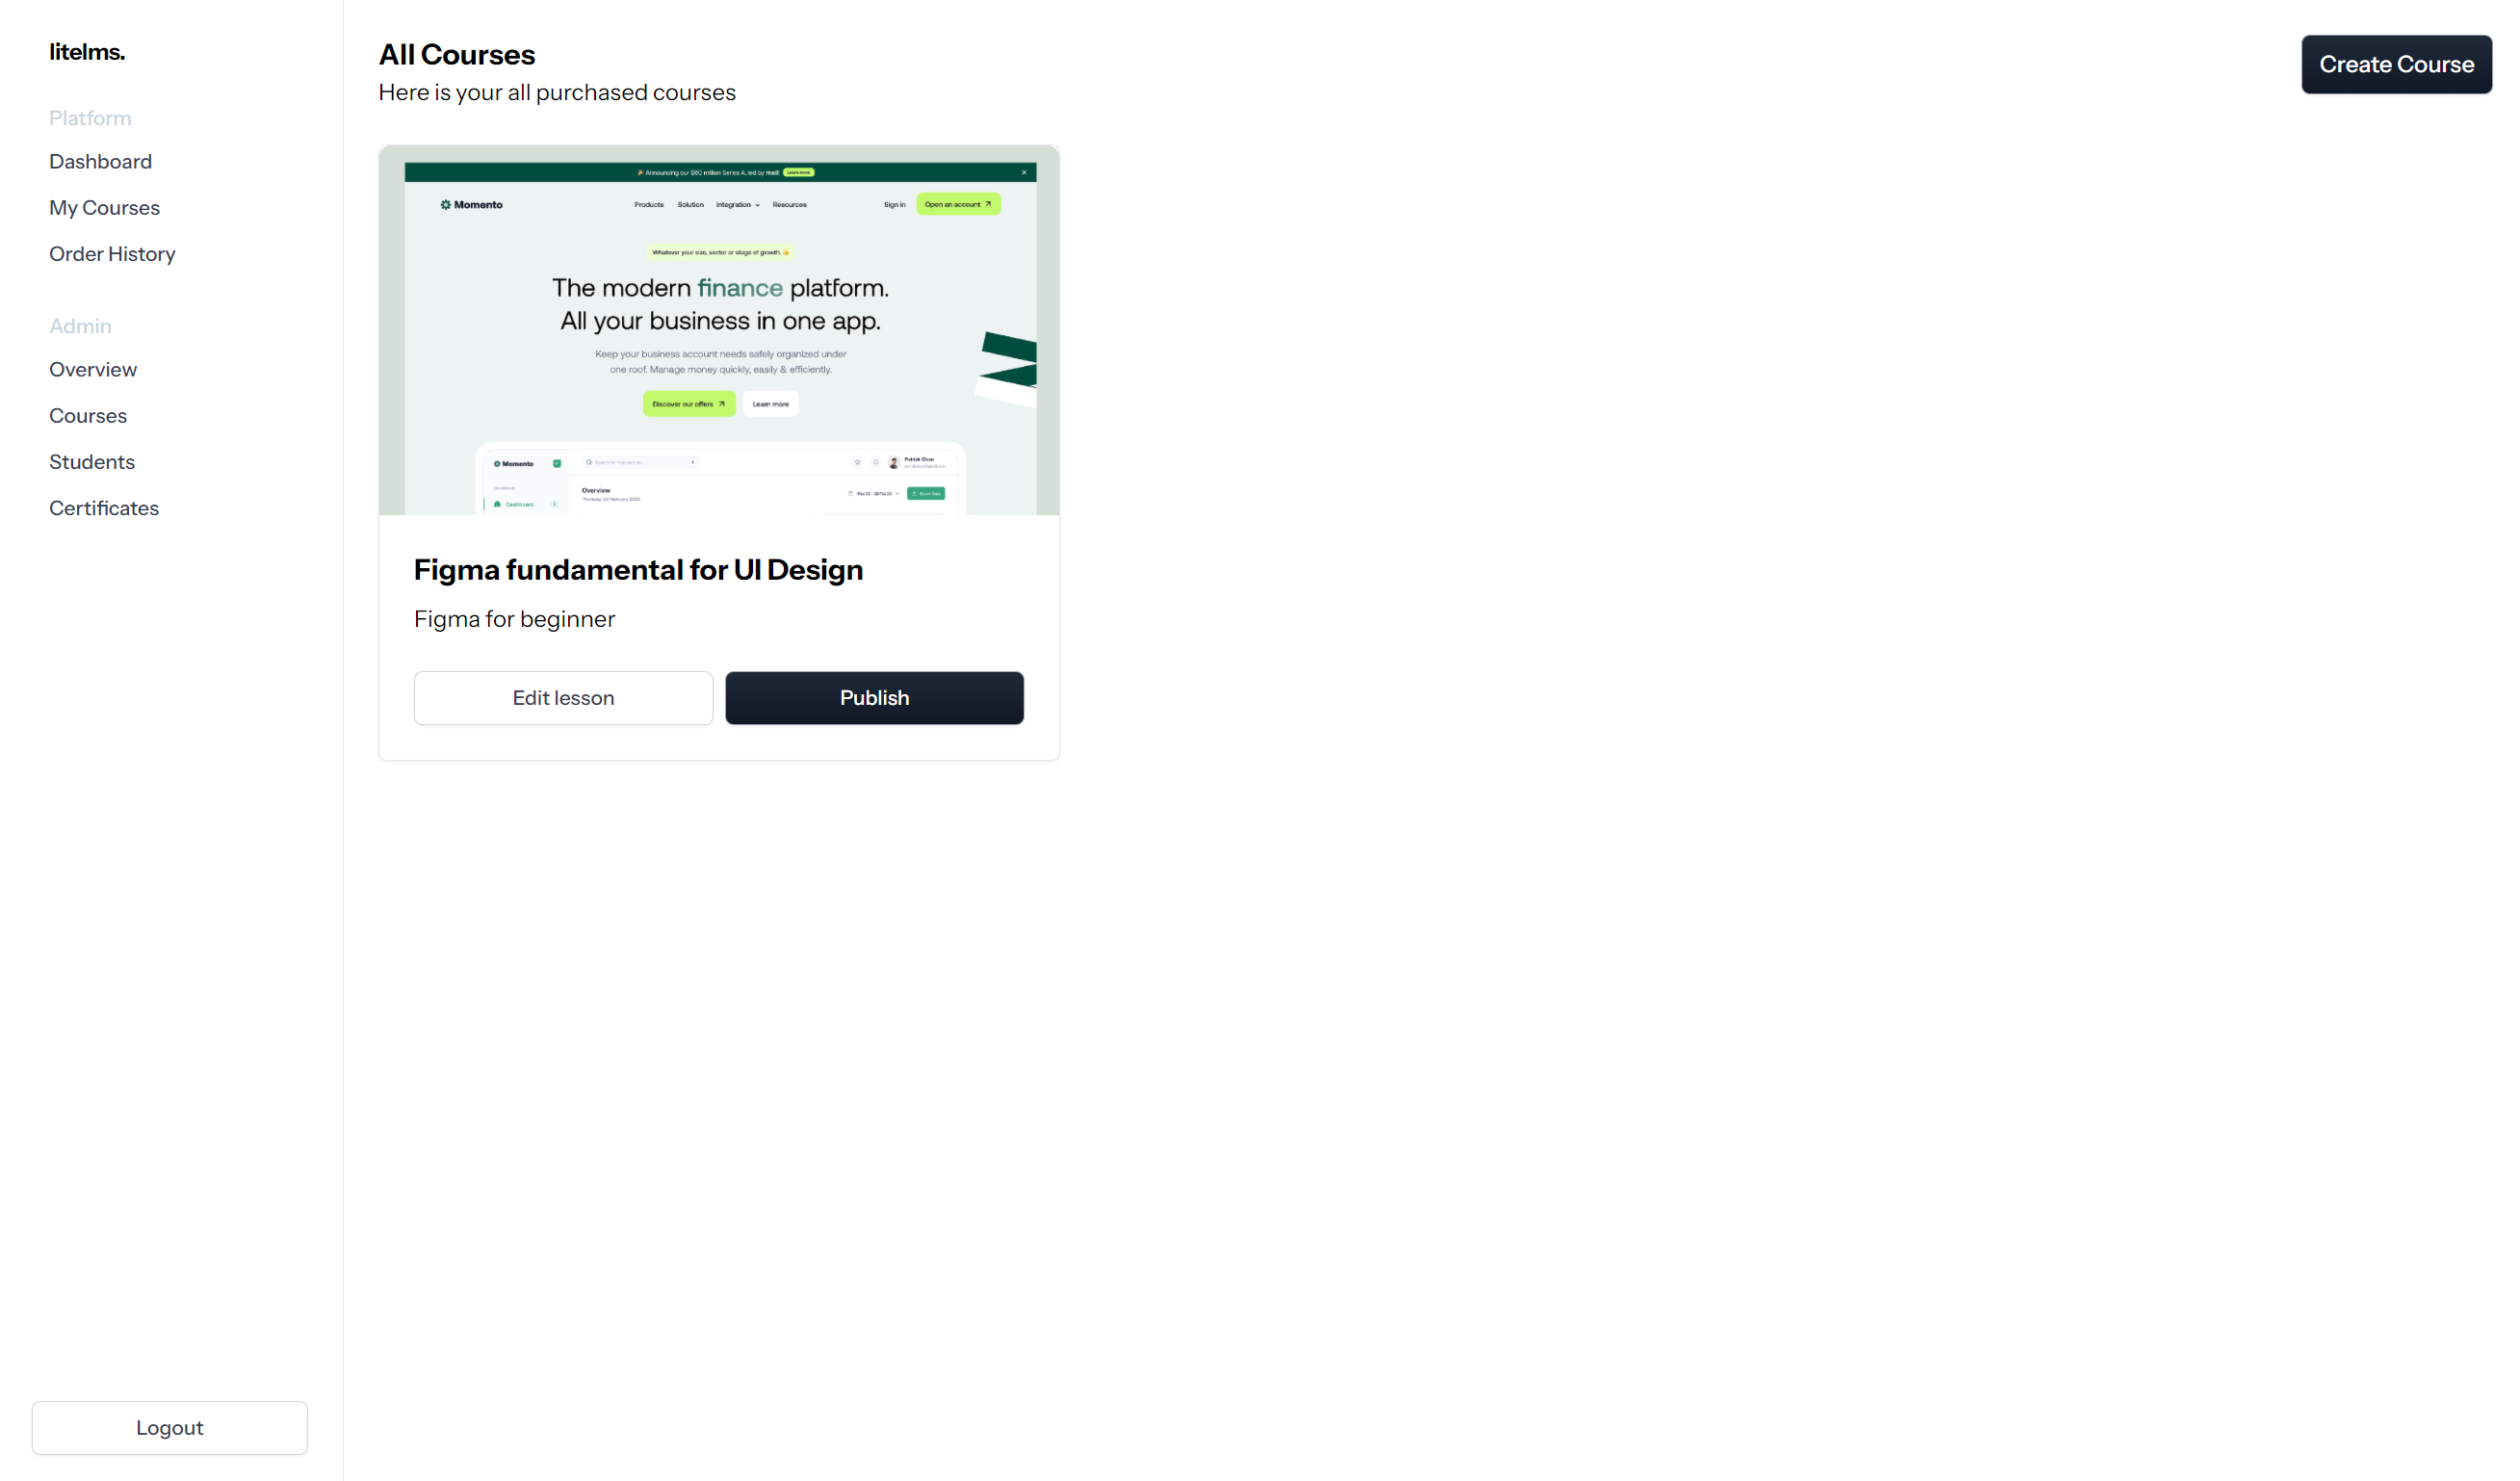 litelms.
Platform
Dashboard
My Courses
Order History
Admin
Overview
Courses
Students
Certificates
Logout
All Courses
Here is your all purchased courses
Create Course
🎉 Announcing our $60 million Series A, led by mail! Learn more
Momento
Products Solution Integration Resources
Sign in Open an account
Whatever your size, sector or stage of growth. 👍
The modern finance platform.
All your business in one app.
Keep your business account needs safely organized under
one roof. Manage money quickly, easily & efficiently.
Discover our offers Learn more
Momento
Overview
Dashboard
Figma fundamental for UI Design
Figma for beginner
Edit lesson
Publish